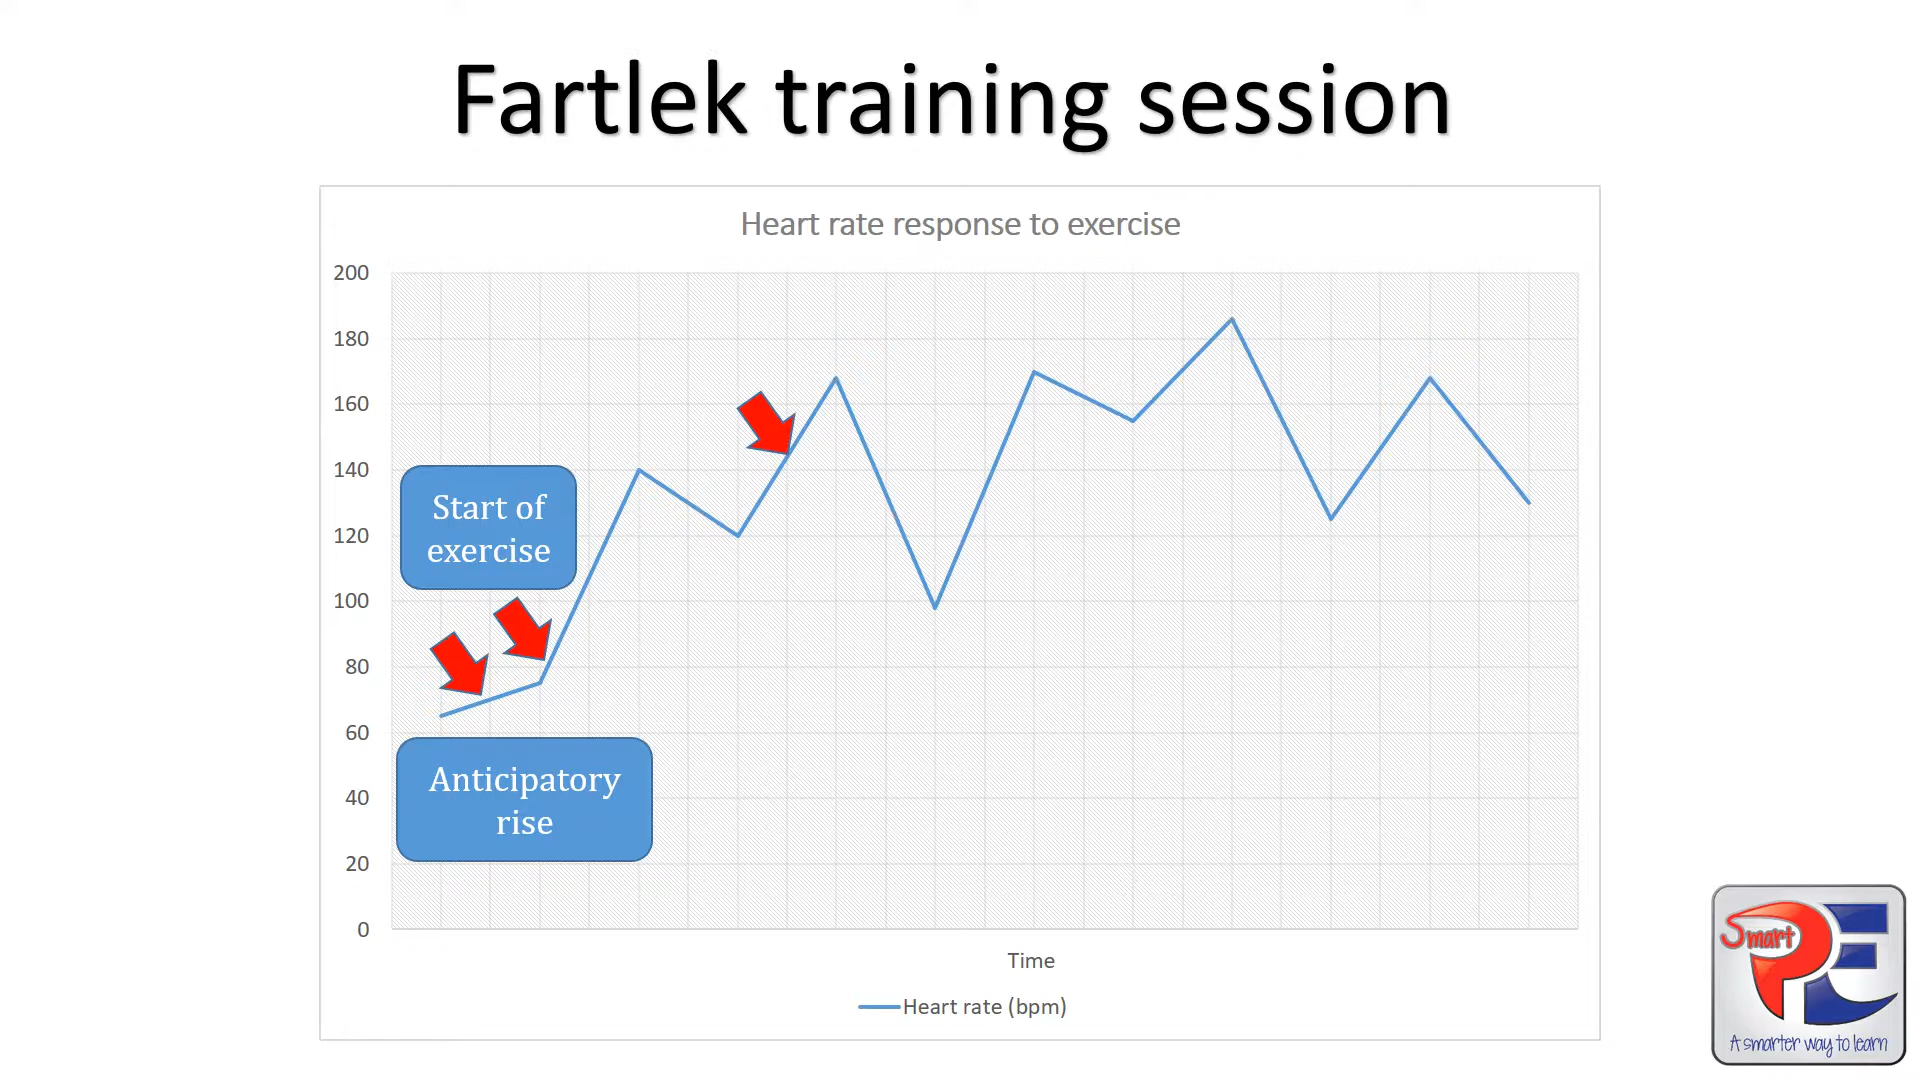 Fartlek training session
Heart rate response to exercise
200
180
160
140
120
100
80
60
40
20
0
Start of
exercise
Anticipatory
rise
Time
Heart rate (bpm)
Smart
PE
A smarter way to learn